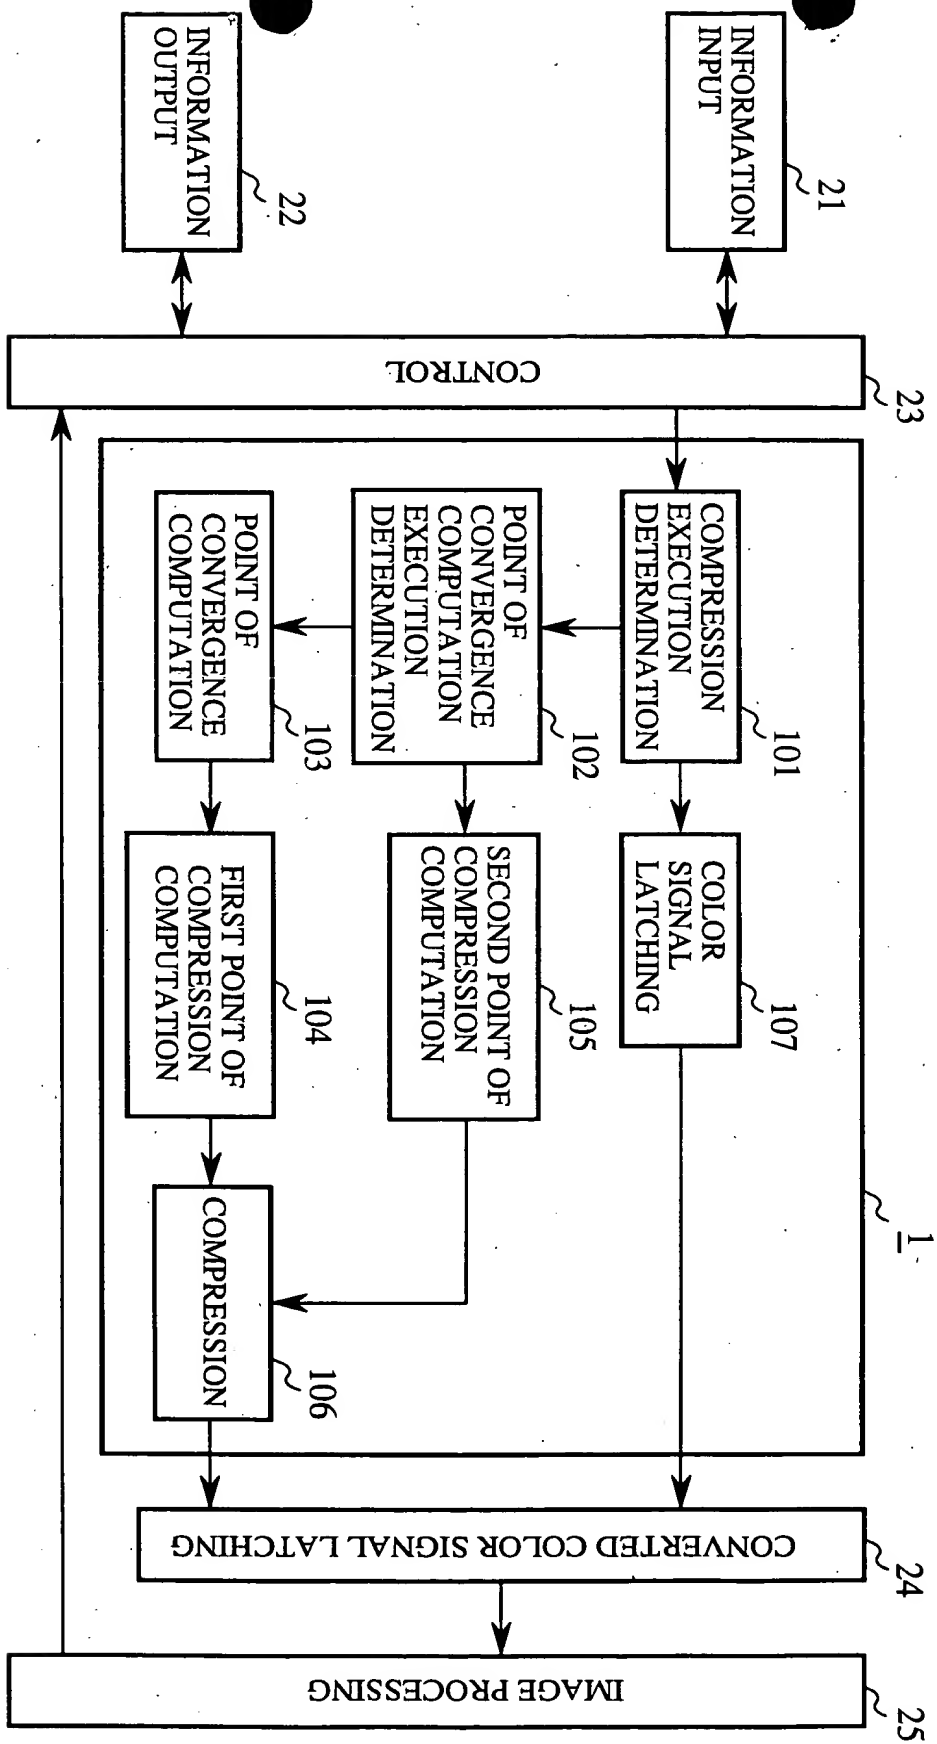 INFORMATION
INPUT
21
INFORMATION
OUTPUT
22
CONTROL
23
1
COMPRESSION
EXECUTION
DETERMINATION
101
COLOR
SIGNAL
LATCHING
107
POINT OF
CONVERGENCE
COMPUTATION
EXECUTION
DETERMINATION
102
SECOND POINT OF
COMPRESSION
COMPUTATION
105
POINT OF
CONVERGENCE
COMPUTATION
103
FIRST POINT OF
COMPRESSION
COMPUTATION
104
COMPRESSION
106
CONVERTED COLOR SIGNAL LATCHING
24
IMAGE PROCESSING
25